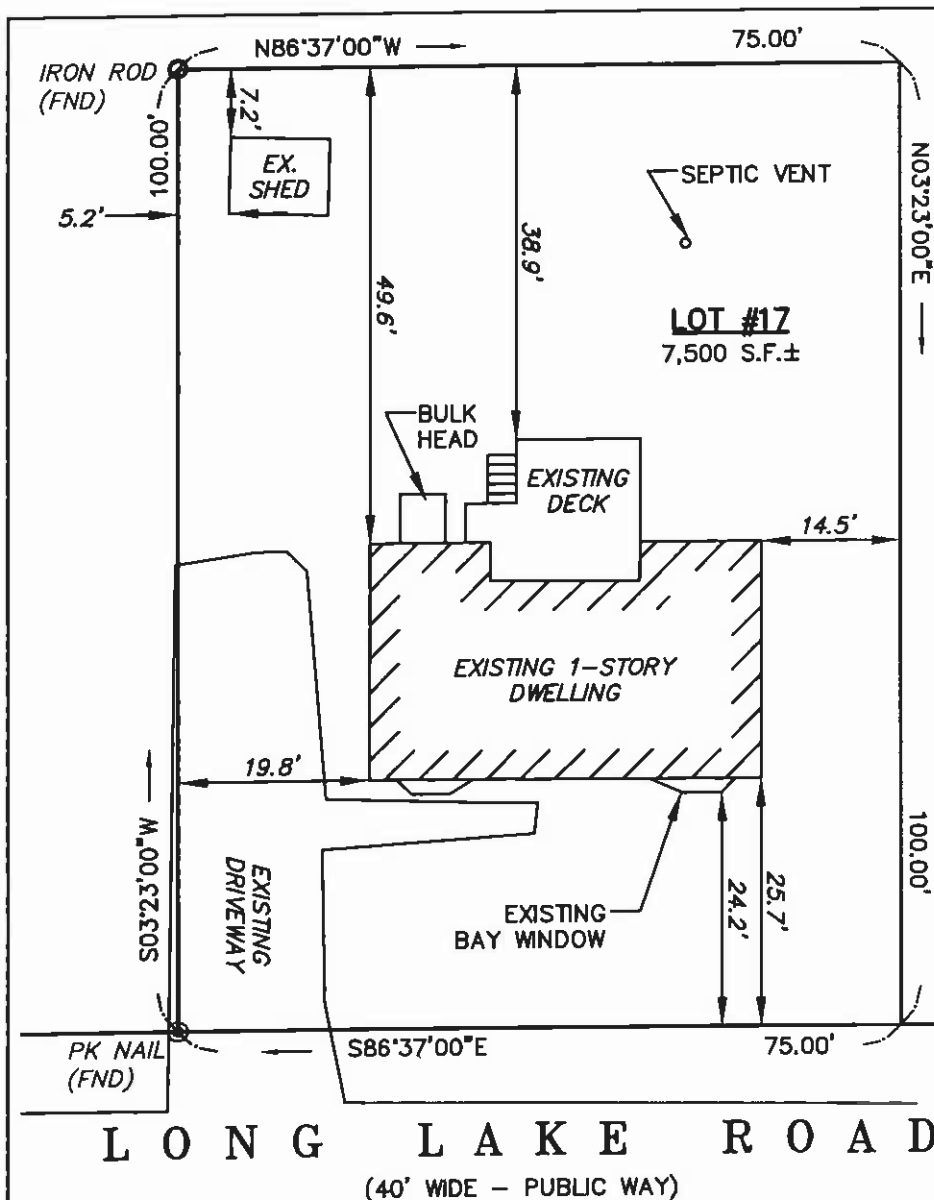 N86°37'00"W
75.00'
IRON ROD
(FND)
7.2'
100.00'
EX.
SHED
5.2'
SEPTIC VENT
N03°23'00"E
38.9'
49.6'
LOT #17
7,500 S.F.±
BULK
HEAD
EXISTING
DECK
14.5'
EXISTING 1-STORY
DWELLING
19.8'
S03°23'00"W
EXISTING
DRIVEWAY
EXISTING
BAY WINDOW
24.2'
25.7'
100.00'
PK NAIL
(FND)
S86°37'00"E
75.00'
LONG LAKE ROAD
(40' WIDE - PUBLIC WAY)